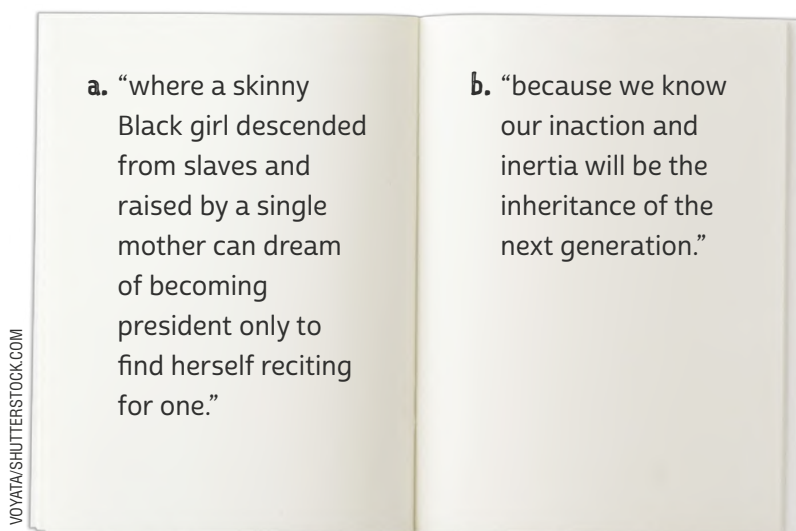 a. “where a skinny
Black girl descended
from slaves and
raised by a single
mother can dream
of becoming
president only to
find herself reciting
for one.”
b. “because we know
our inaction and
inertia will be the
inheritance of the
next generation.”
VOYATA/SHUTTERSTOCK.COM